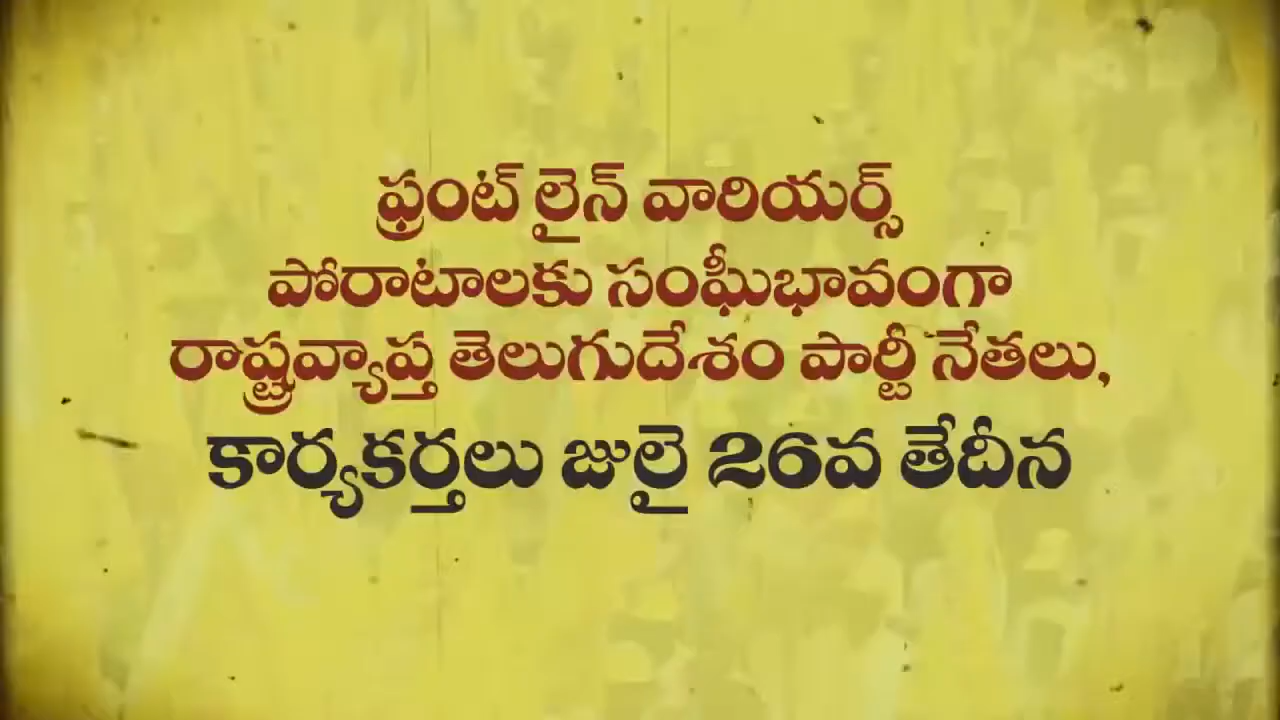 ఫ్రంట్ లైన్ వారియర్స్
పోరాటాలకు సంఘీభావంగా
రాష్ట్రవ్యాప్త తెలుగుదేశం పార్టీ నేతలు,
కార్యకర్తలు జులై 26వ తేదీన